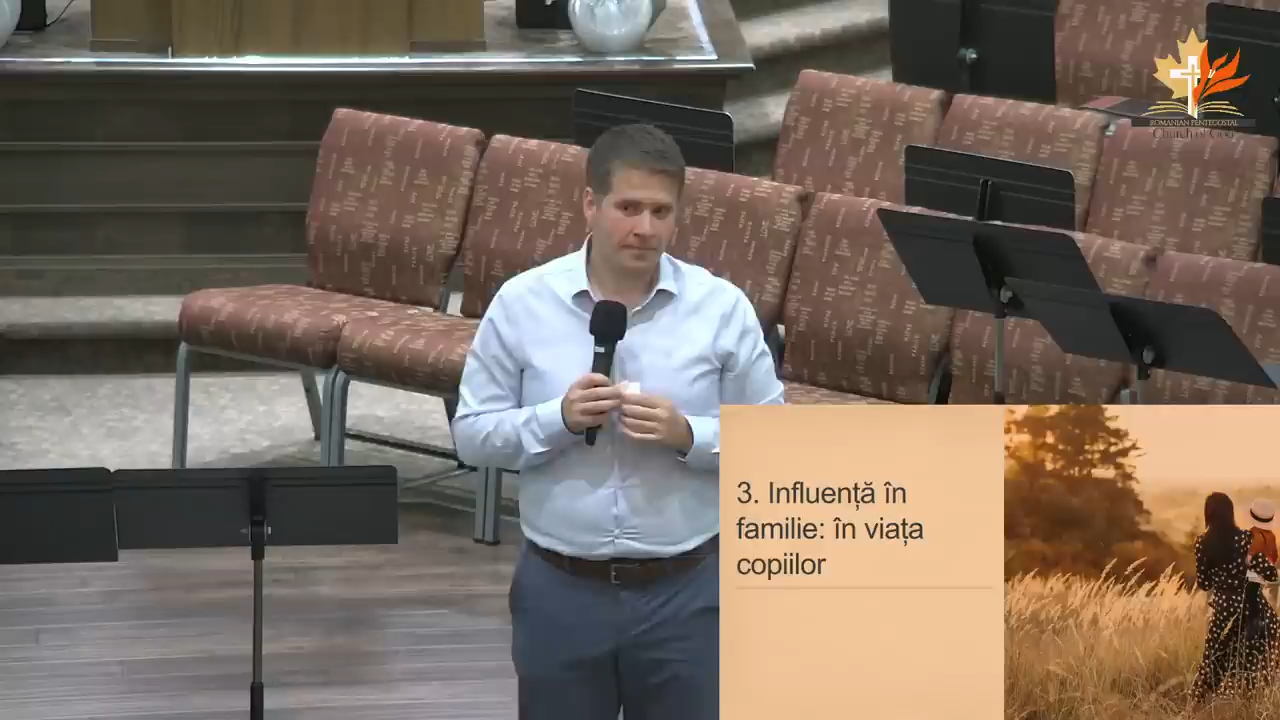 ROMANIAN PENTECOSTAL
Church of God
3. Influență în
familie: în viața
copiilor